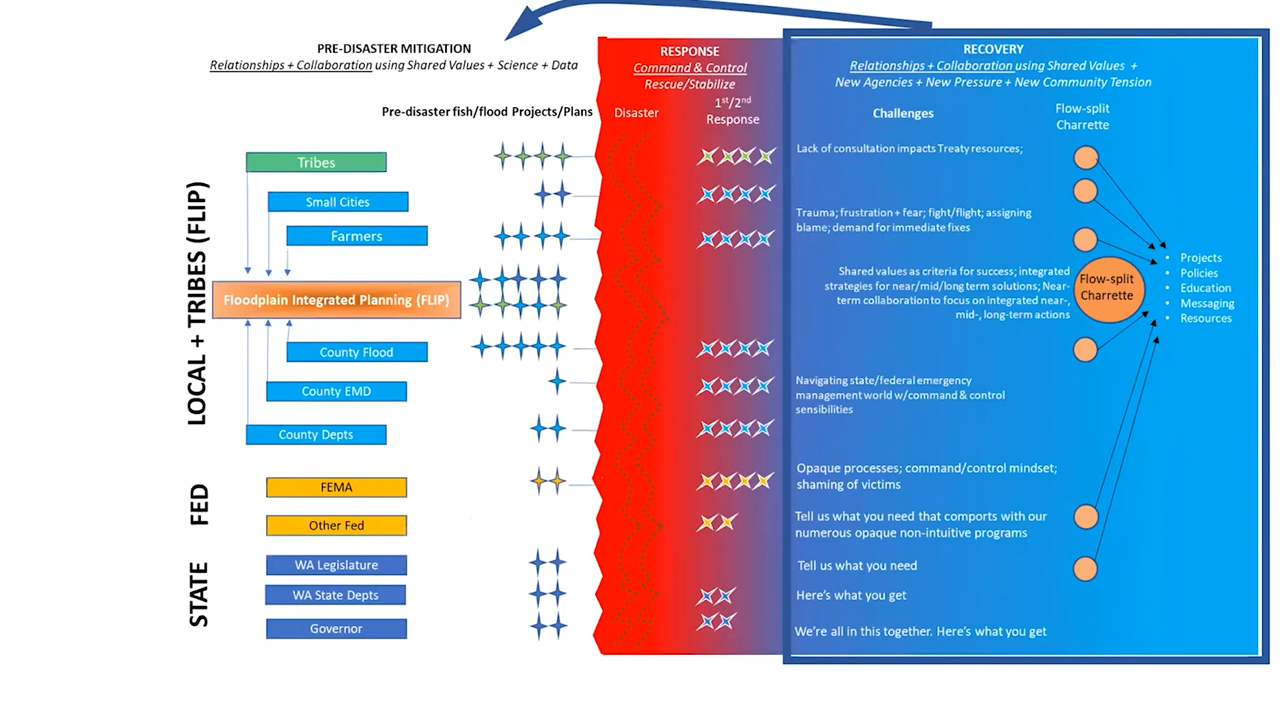 PRE-DISASTER MITIGATION
Relationships + Collaboration using Shared Values + Science + Data
Pre-disaster fish/flood Projects/Plans
RESPONSE
Command & Control
Rescue/Stabilize
Disaster
1st/2nd
Response
RECOVERY
Relationships + Collaboration using Shared Values +
New Agencies + New Pressure + New Community Tension
Challenges
Flow-split
Charrette
LOCAL + TRIBES (FLIP)
Tribes
Small Cities
Farmers
Floodplain Integrated Planning (FLIP)
County Flood
County EMD
County Depts
FED
FEMA
Other Fed
STATE
WA Legislature
WA State Depts
Governor
Lack of consultation impacts Treaty resources;
Trauma; frustration + fear; fight/flight; assigning
blame; demand for immediate fixes
Shared values as criteria for success; integrated
strategies for near/mid/long term solutions; Near-
term collaboration to focus on integrated near-,
mid-, long-term actions
Navigating state/federal emergency
management world w/command & control
sensibilities
Opaque processes; command/control mindset;
shaming of victims
Tell us what you need that comports with our
numerous opaque non-intuitive programs
Tell us what you need
Here's what you get
We're all in this together. Here's what you get
Flow-split
Charrette
• Projects
• Policies
• Education
• Messaging
• Resources